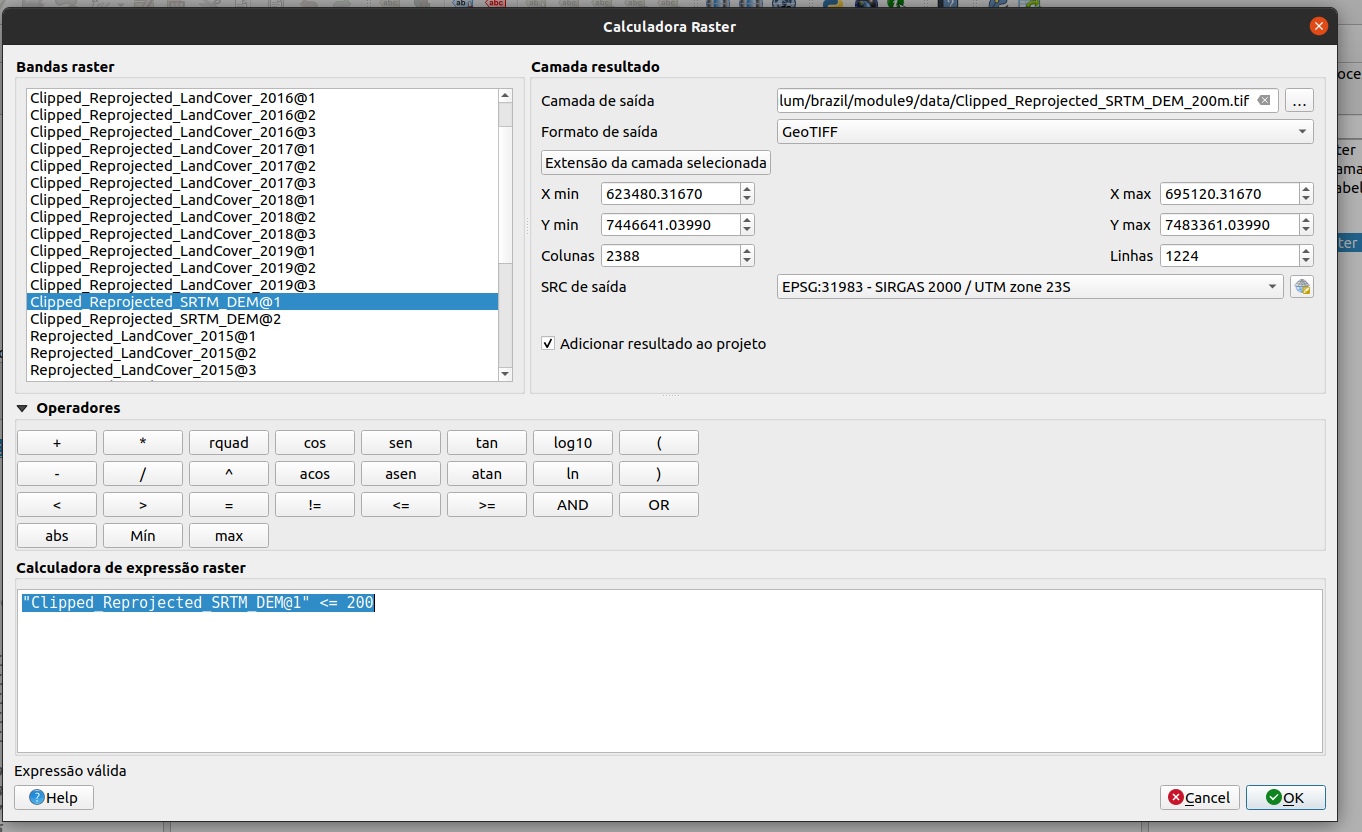 Calculadora Raster
Bandas raster
Clipped_Reprojected_LandCover_2016@1
Clipped_Reprojected_LandCover_2016@2
Clipped_Reprojected_LandCover_2016@3
Clipped_Reprojected_LandCover_2017@1
Clipped_Reprojected_LandCover_2017@2
Clipped_Reprojected_LandCover_2017@3
Clipped_Reprojected_LandCover_2018@1
Clipped_Reprojected_LandCover_2018@2
Clipped_Reprojected_LandCover_2018@3
Clipped_Reprojected_LandCover_2019@1
Clipped_Reprojected_LandCover_2019@2
Clipped_Reprojected_LandCover_2019@3
Clipped_Reprojected_SRTM_DEM@1
Clipped_Reprojected_SRTM_DEM@2
Reprojected_LandCover_2015@1
Reprojected_LandCover_2015@2
Reprojected_LandCover_2015@3
Camada resultado
Camada de saída lum/brazil/module9/data/Clipped_Reprojected_SRTM_DEM_200m.tif ...
Formato de saída GeoTIFF
Extensão da camada selecionada
X min 623480.31670 X max 695120.31670
Y min 7446641.03990 Y max 7483361.03990
Colunas 2388 Linhas 1224
SRC de saída EPSG:31983 - SIRGAS 2000 / UTM zone 23S
Adicionar resultado ao projeto
Operadores
+ * rquad cos sen tan log10 (
- / ^ acos asen atan ln )
< > = != <= >= AND OR
abs Mín max
Calculadora de expressão raster
"Clipped_Reprojected_SRTM_DEM@1" <= 200
Expressão válida
Help Cancel OK